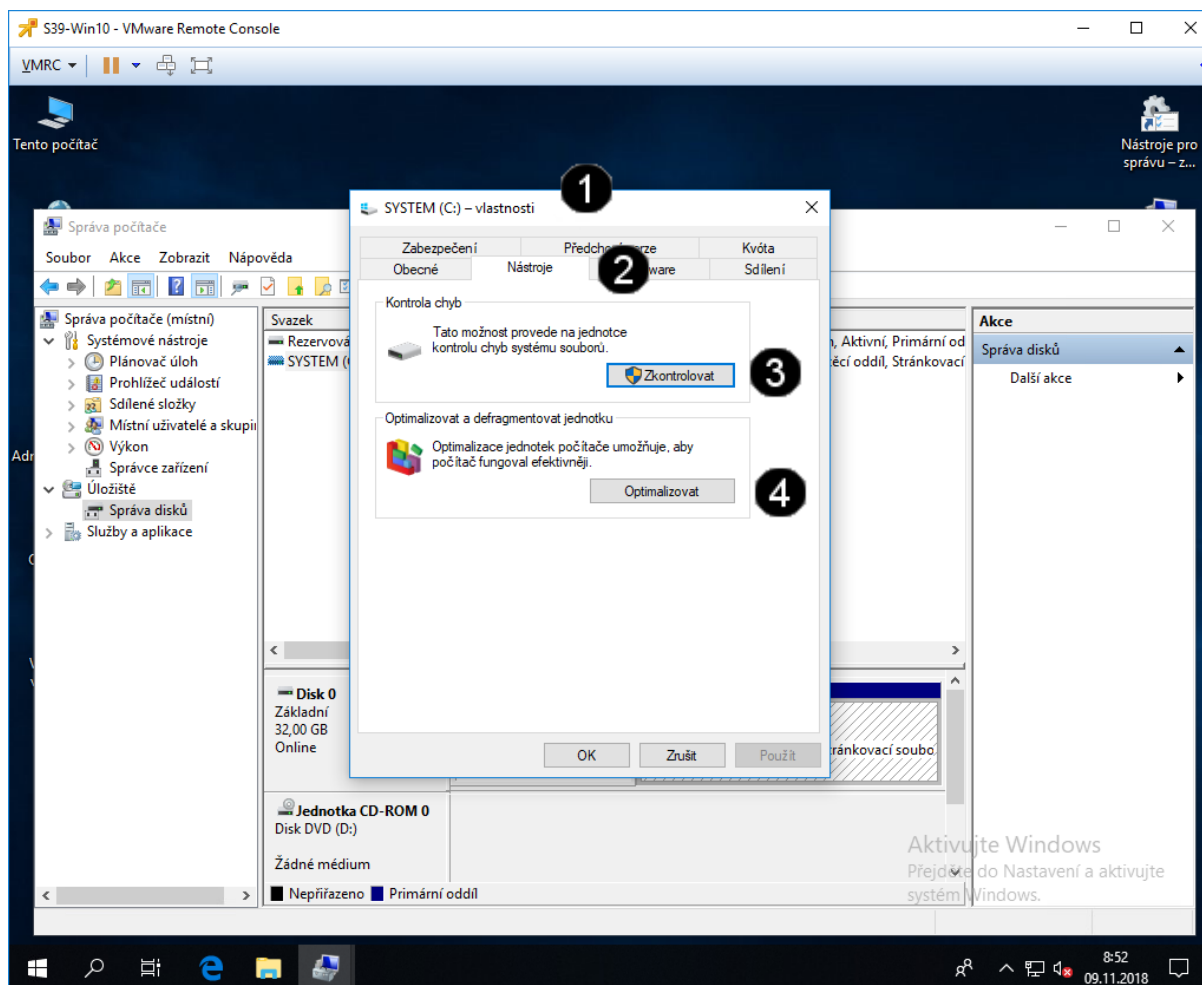 S39-Win10 - VMware Remote Console
VMRC
Tento počítač
Nástroje pro
správu – z...
1
SYSTEM (C:) – vlastnosti
Správa počítače
Soubor Akce Zobrazit Nápověda
Zabezpečení Kvóta
Obecné Nástroje 2 Sdílení
Kontrola chyb
Tato možnost provede na jednotce
kontrolu chyb systému souborů.
Zkontrolovat 3
Optimalizovat a defragmentovat jednotku
Optimalizace jednotek počítače umožňuje, aby
počítač fungoval efektivněji.
Optimalizovat 4
OK Zrušit Použít
Správa počítače (místní)
Systémové nástroje
Plánovač úloh
Prohlížeč událostí
Sdílené složky
Místní uživatelé a skupin
Výkon
Správce zařízení
Úložiště
Správa disků
Služby a aplikace
Svazek
Rezervová
SYSTEM (
, Aktivní, Primární od
oddíl, Stránkovací
Akce
Správa disků
Další akce
Adr
Disk 0
Základní
32,00 GB
Online
ránkovací soubo
Jednotka CD-ROM 0
Disk DVD (D:)
Žádné médium
Nepřiřazeno Primární oddíl
Aktivujte Windows
Přejděte do Nastavení a aktivujte
systém Windows.
8:52
09.11.2018